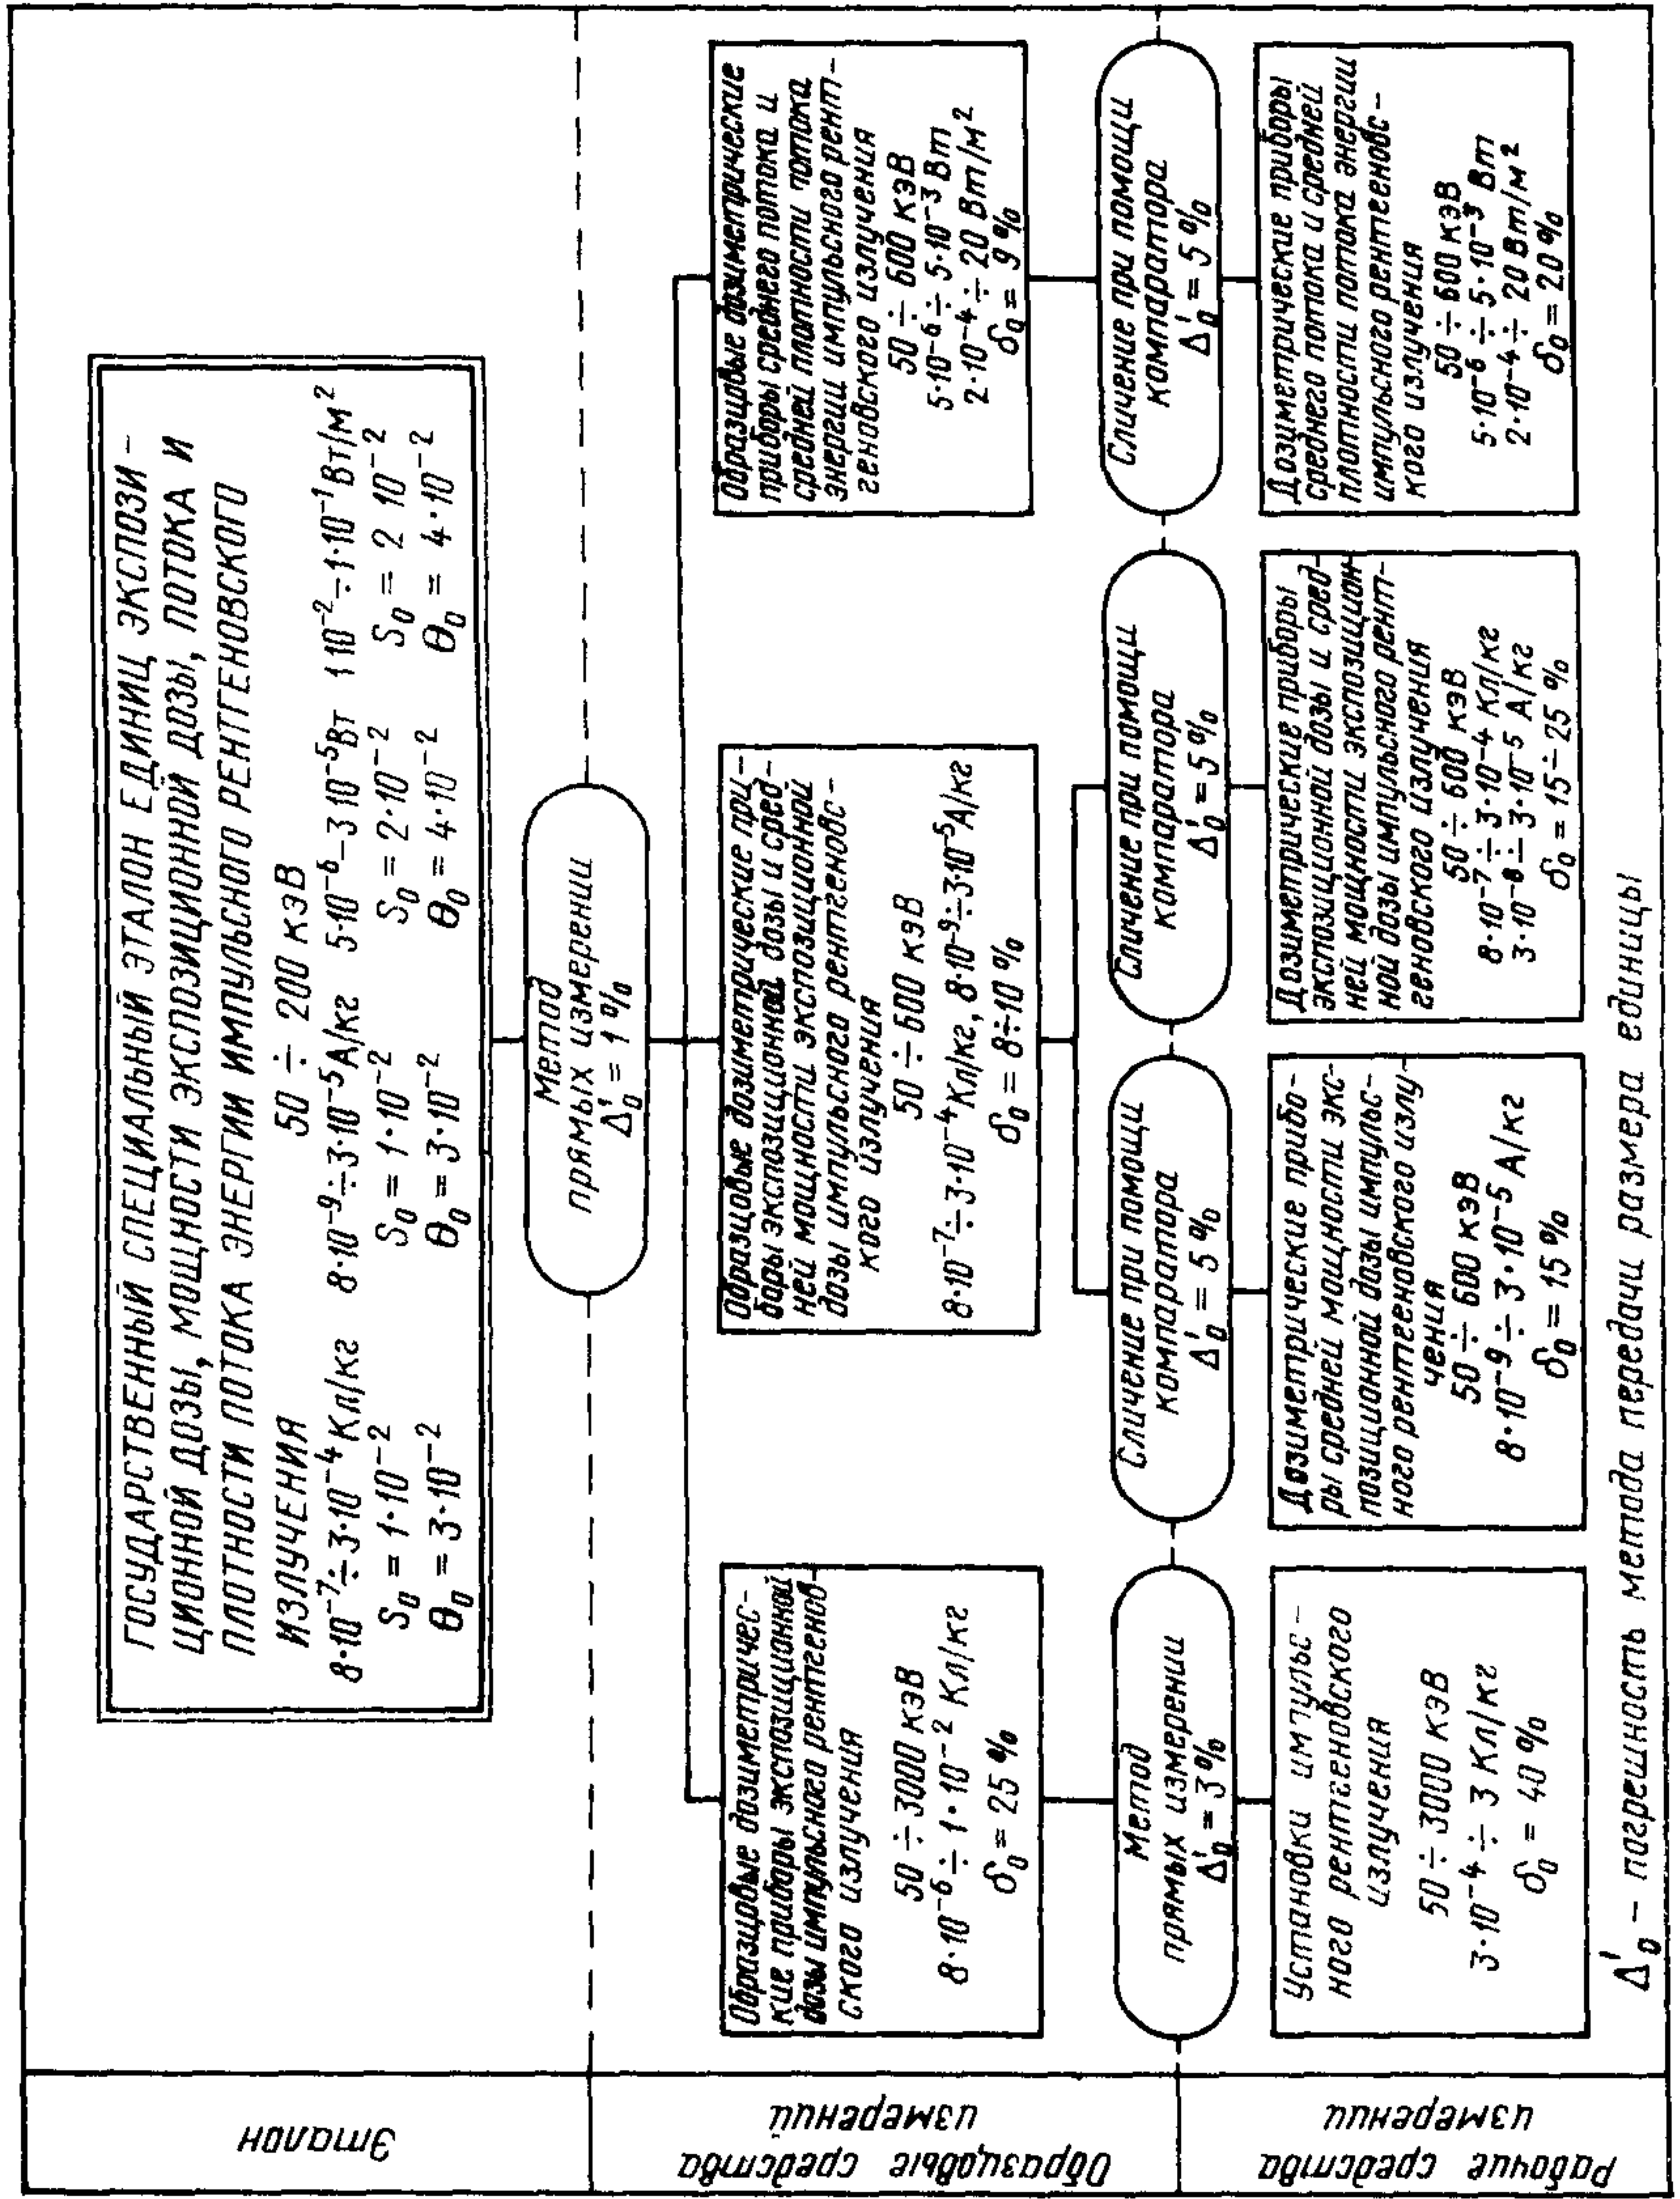 Эталон
ГОСУДАРСТВЕННЫЙ СПЕЦИАЛЬНЫЙ ЭТАЛОН ЕДИНИЦ ЭКСПОЗИ-
ЦИОННОЙ ДОЗЫ, МОЩНОСТИ ЭКСПОЗИЦИОННОЙ ДОЗЫ, ПОТОКА И
ПЛОТНОСТИ ПОТОКА ЭНЕРГИИ ИМПУЛЬСНОГО РЕНТГЕНОВСКОГО
ИЗЛУЧЕНИЯ 50 ÷ 200 кэВ
8·10⁻⁷÷3·10⁻⁴ Кл/кг 8·10⁻⁹÷3·10⁻⁵ А/кг 5·10⁻⁶–3 10⁻⁵ Вт 1 10⁻²÷1·10⁻¹ Вт/м²
S₀ = 1·10⁻² S₀ = 1·10⁻² S₀ = 2·10⁻² S₀ = 2 10⁻²
θ₀ = 3·10⁻² θ₀ = 3·10⁻² θ₀ = 4·10⁻² θ₀ = 4·10⁻²
Метод
прямых измерении
Δ₀′ = 1 %
Образцовые средства
измерений
Образцовые дозиметричес-
кие приборы экспозиционной
дозы импульсного рентгенов-
ского излучения
50 ÷ 3000 кэВ
8·10⁻⁶ ÷ 1·10⁻² Кл/кг
δ₀ = 25 %
Образцовые дозиметрические при-
боры экспозиционной дозы и сред-
ней мощности экспозиционной
дозы импульсного рентгеновс-
кого излучения
50 ÷ 600 кэВ
8·10⁻⁷÷3·10⁻⁴ Кл/кг, 8·10⁻⁹÷3·10⁻⁵ А/кг
δ₀ = 8÷10 %
Образцовые дозиметрические
приборы среднего потока и
средней плотности потока
энергии импульсного рент-
геновского излучения
50 ÷ 600 кэВ
5·10⁻⁶ ÷ 5·10⁻³ Вт
2·10⁻⁴ ÷ 20 Вт/м²
δ₀ = 9 %
Метод
прямых измерении
Δ₀′ = 3 %
Сличение при помощи
компаратора
Δ₀′ = 5 %
Сличение при помощи
компаратора
Δ₀′ = 5 %
Сличение при помощи
компаратора
Δ₀′ = 5 %
Рабочие средства
измерении
Установки импульс-
ного рентгеновского
излучения
50 ÷ 3000 кэВ
3·10⁻⁴ ÷ 3 Кл/кг
δ₀ = 40 %
Дозиметрические прибо-
ры средней мощности экс-
позиционной дозы импульс-
ного рентгеновского излу-
чения
50 ÷ 600 кэВ
8·10⁻⁹ ÷ 3·10⁻⁵ А/кг
δ₀ = 15 %
Дозиметрические приборы
экспозиционной дозы и сред-
ней мощности экспозицион-
ной дозы импульсного рент-
геновского излучения
50 ÷ 600 кэВ
8·10⁻⁷÷3·10⁻⁴ Кл/кг
3·10⁻⁸÷3·10⁻⁵ А/кг
δ₀ = 15÷25 %
Дозиметрические приборы
среднего потока и средней
плотности потока энергии
импульсного рентгеновс-
кого излучения
50 ÷ 600 кэВ
5·10⁻⁶ ÷ 5·10⁻³ Вт
2·10⁻⁴ ÷ 20 Вт/м²
δ₀ = 20 %
Δ₀′ – погрешность метода передачи размера единицы